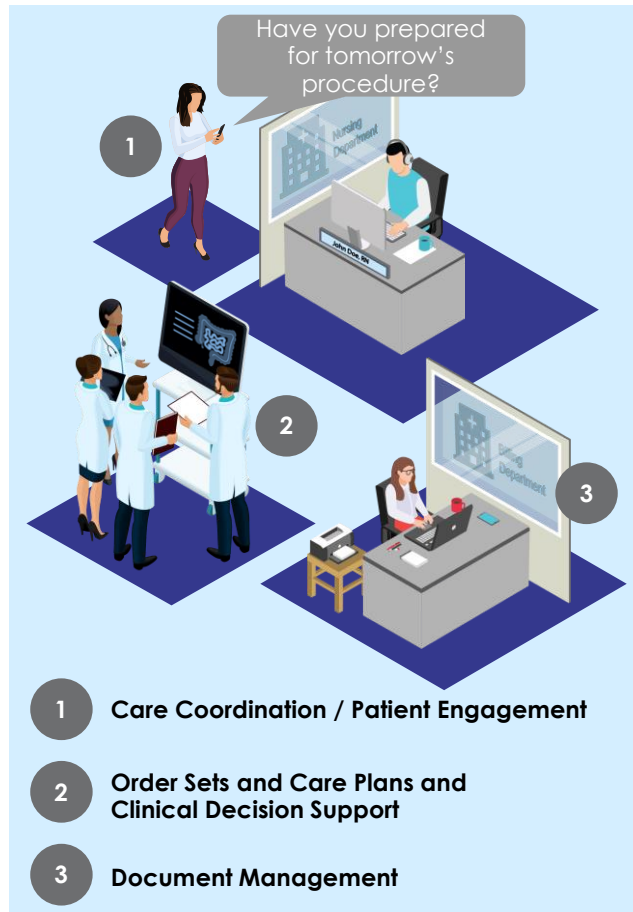 Have you prepared
for tomorrow's
procedure?
1
Nursing
Department
John Doe, RN
2
Billing
Department
3
1
Care Coordination / Patient Engagement
2
Order Sets and Care Plans and
Clinical Decision Support
3
Document Management